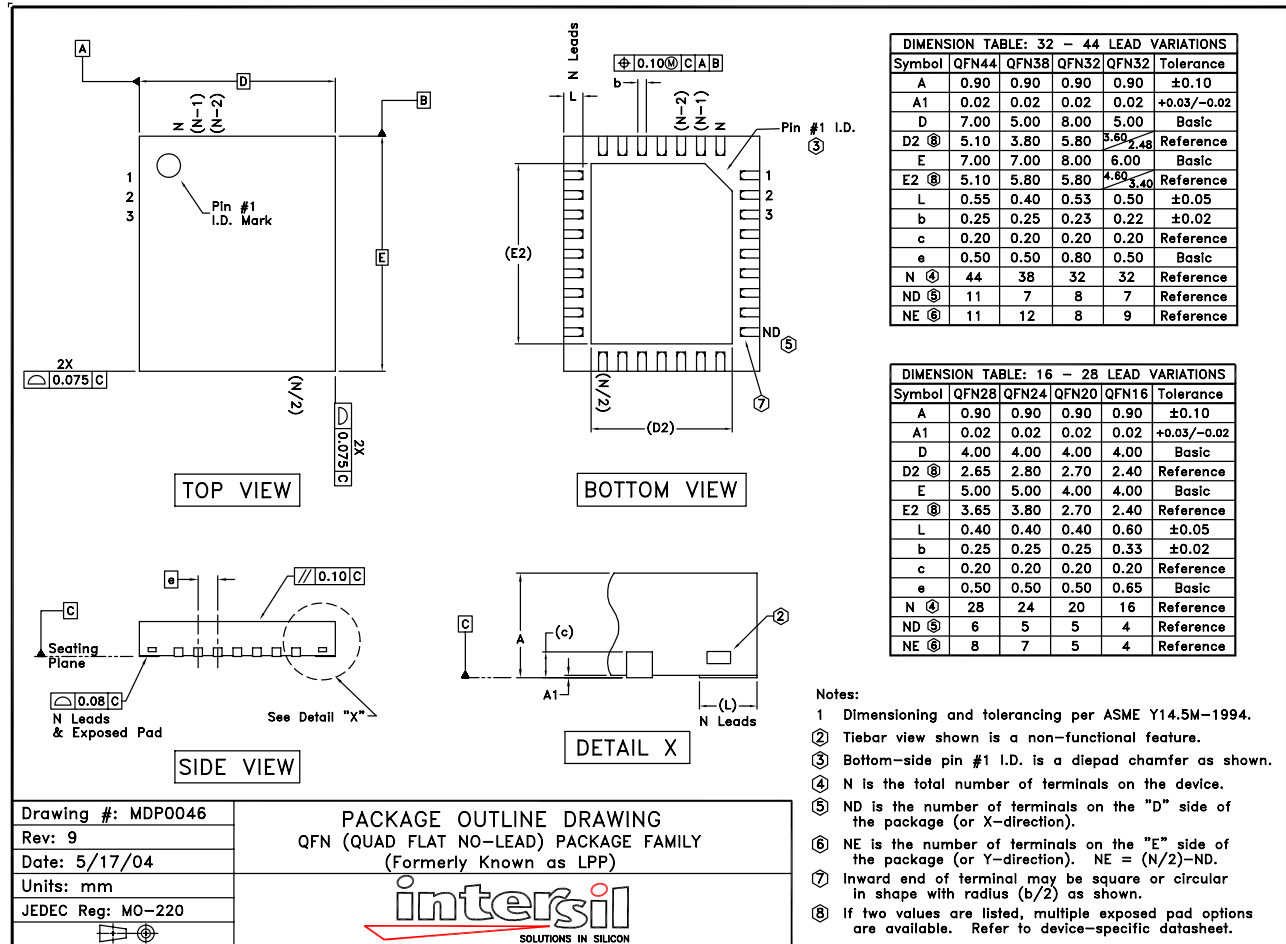 A
D
N
(N-1)
(N-2)
B
1
2
3
Pin #1
I.D. Mark
E
2X
⌓ 0.075 C
(N/2)
2X
⌓ 0.075 C
TOP VIEW
N Leads
L
⌖ 0.10Ⓜ C A B
b
(N-2)
(N-1)
N
Pin #1 I.D.
3
1
2
3
(E2)
ND
5
(N/2)
7
(D2)
BOTTOM VIEW
e
// 0.10 C
C
Seating
Plane
⌓ 0.08 C
N Leads
& Exposed Pad
See Detail "X"
SIDE VIEW
C
A
(c)
A1
2
(L)
N Leads
DETAIL X
DIMENSION TABLE: 32 - 44 LEAD VARIATIONS
Symbol QFN44 QFN38 QFN32 QFN32 Tolerance
A 0.90 0.90 0.90 0.90 ±0.10
A1 0.02 0.02 0.02 0.02 +0.03/-0.02
D 7.00 5.00 8.00 5.00 Basic
D2 ⑧ 5.10 3.80 5.80 3.60/2.48 Reference
E 7.00 7.00 8.00 6.00 Basic
E2 ⑧ 5.10 5.80 5.80 4.60/3.40 Reference
L 0.55 0.40 0.53 0.50 ±0.05
b 0.25 0.25 0.23 0.22 ±0.02
c 0.20 0.20 0.20 0.20 Reference
e 0.50 0.50 0.80 0.50 Basic
N ④ 44 38 32 32 Reference
ND ⑤ 11 7 8 7 Reference
NE ⑥ 11 12 8 9 Reference
DIMENSION TABLE: 16 - 28 LEAD VARIATIONS
Symbol QFN28 QFN24 QFN20 QFN16 Tolerance
A 0.90 0.90 0.90 0.90 ±0.10
A1 0.02 0.02 0.02 0.02 +0.03/-0.02
D 4.00 4.00 4.00 4.00 Basic
D2 ⑧ 2.65 2.80 2.70 2.40 Reference
E 5.00 5.00 4.00 4.00 Basic
E2 ⑧ 3.65 3.80 2.70 2.40 Reference
L 0.40 0.40 0.40 0.60 ±0.05
b 0.25 0.25 0.25 0.33 ±0.02
c 0.20 0.20 0.20 0.20 Reference
e 0.50 0.50 0.50 0.65 Basic
N ④ 28 24 20 16 Reference
ND ⑤ 6 5 5 4 Reference
NE ⑥ 8 7 5 4 Reference
Notes:
1 Dimensioning and tolerancing per ASME Y14.5M-1994.
② Tiebar view shown is a non-functional feature.
③ Bottom-side pin #1 I.D. is a diepad chamfer as shown.
④ N is the total number of terminals on the device.
⑤ ND is the number of terminals on the "D" side of
the package (or X-direction).
⑥ NE is the number of terminals on the "E" side of
the package (or Y-direction). NE = (N/2)-ND.
⑦ Inward end of terminal may be square or circular
in shape with radius (b/2) as shown.
⑧ If two values are listed, multiple exposed pad options
are available. Refer to device-specific datasheet.
Drawing #: MDP0046
Rev: 9
Date: 5/17/04
Units: mm
JEDEC Reg: MO-220
PACKAGE OUTLINE DRAWING
QFN (QUAD FLAT NO-LEAD) PACKAGE FAMILY
(Formerly Known as LPP)
intersil
SOLUTIONS IN SILICON